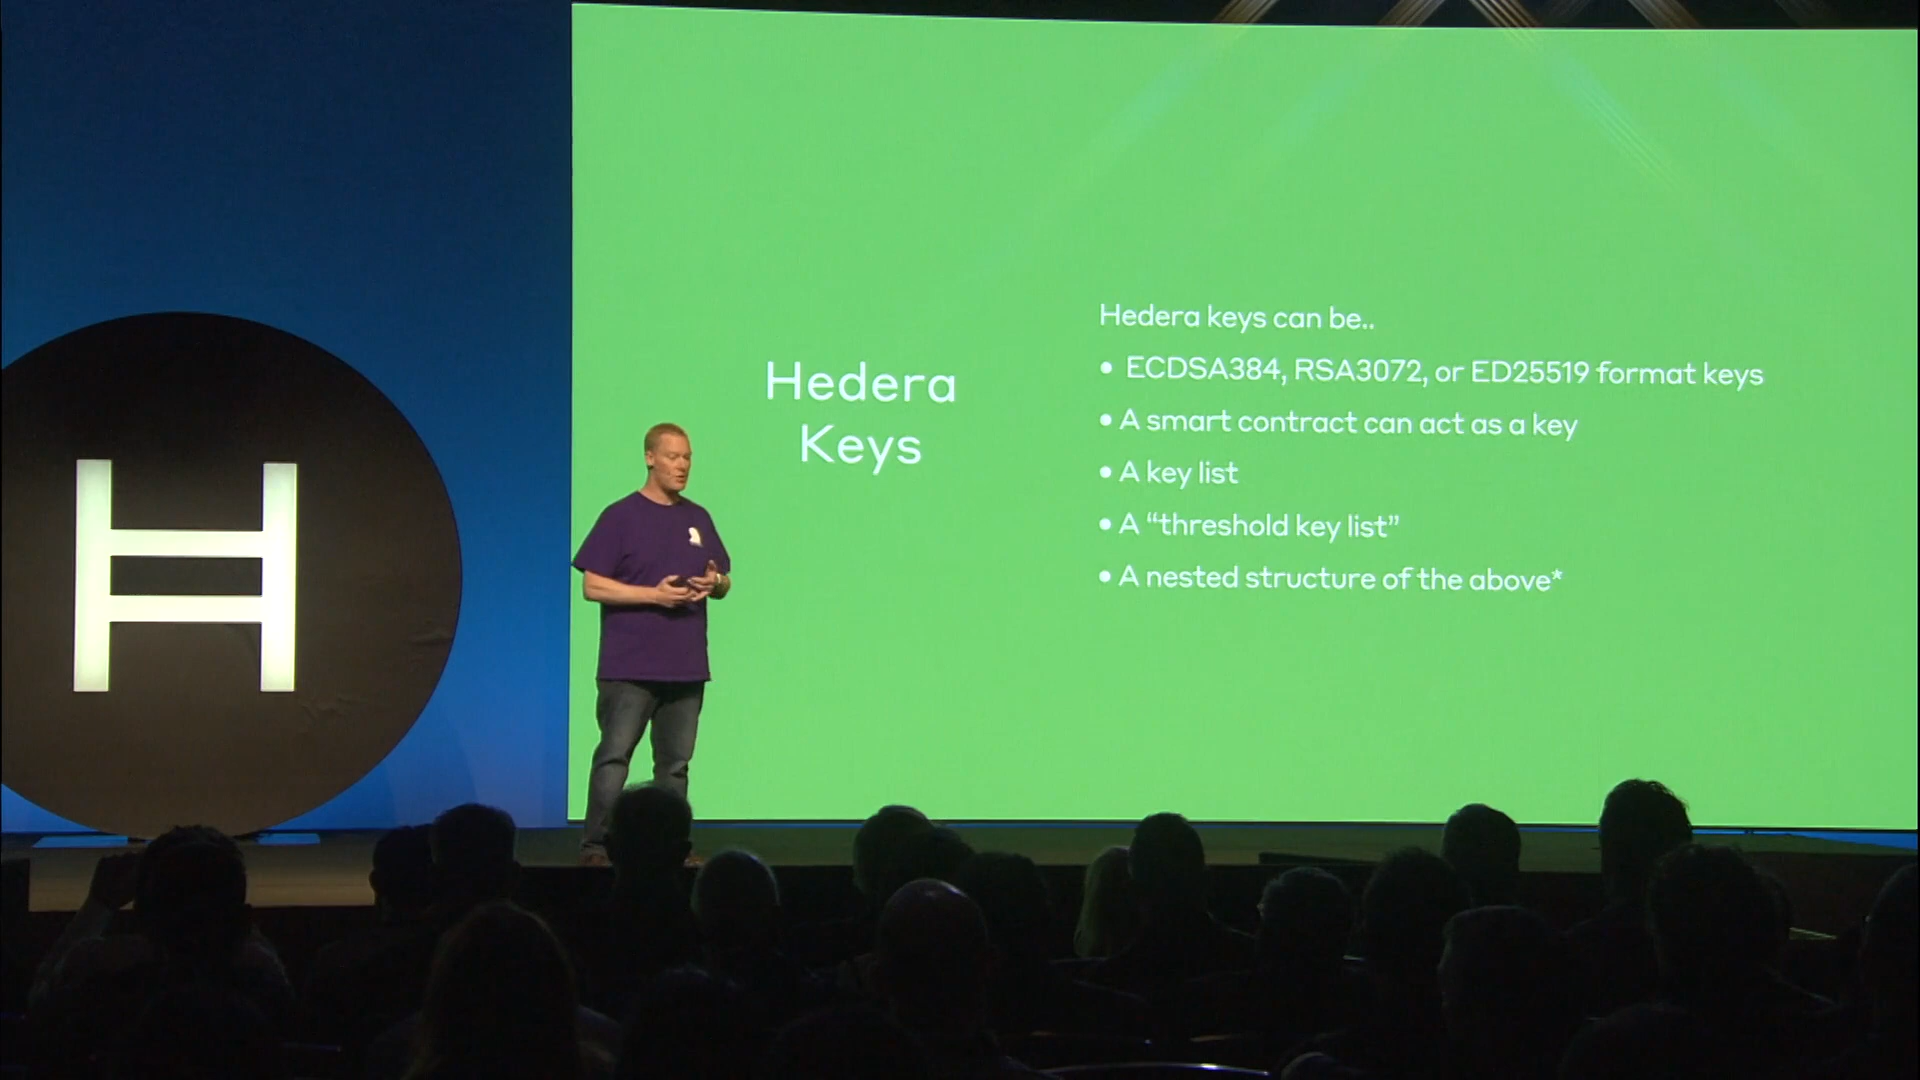 Hedera
Keys
Hedera keys can be..
• ECDSA384, RSA3072, or ED25519 format keys
• A smart contract can act as a key
• A key list
• A “threshold key list”
• A nested structure of the above*